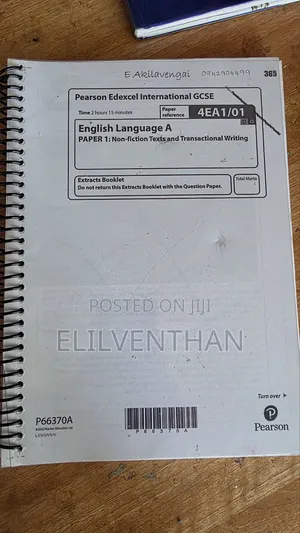 E.Akilavengai 0942904499
365
Pearson Edexcel International GCSE
Time 2 hours 15 minutes
Paper reference
4EA1/01
English Language A
PAPER 1: Non-fiction Texts and Transactional Writing
Extracts Booklet
Do not return this Extracts Booklet with the Question Paper.
Total Marks
POSTED ON JIJI
ELILVENTHAN
Turn over
P66370A
P66370A
Pearson